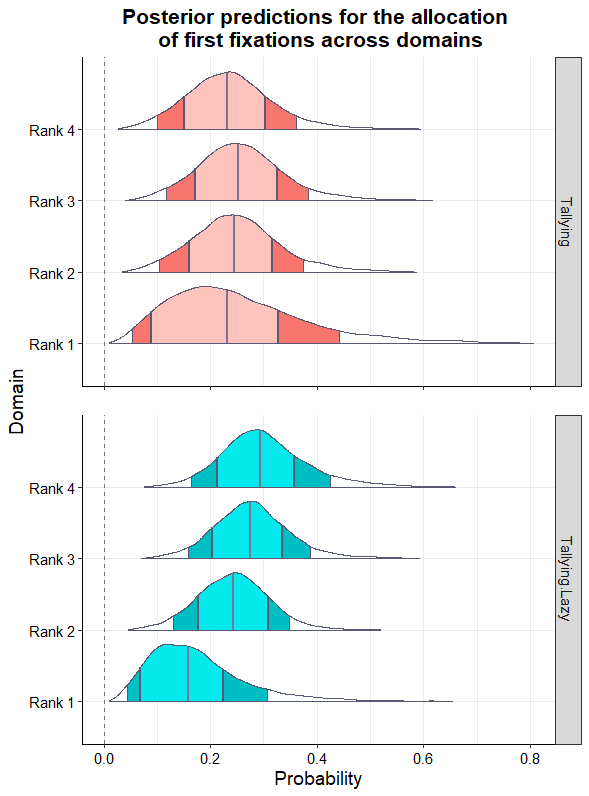 Posterior predictions for the allocation
of first fixations across domains
Rank 4
Rank 3
Rank 2
Rank 1
Tallying
Domain
Rank 4
Rank 3
Rank 2
Rank 1
Tallying.Lazy
0.0 0.2 0.4 0.6 0.8
Probability